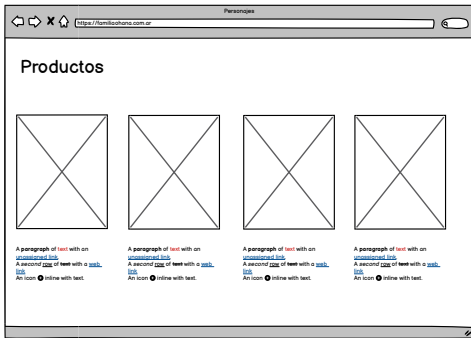 Personajes
https://familiaohana.com.ar
Productos
A paragraph of text with an
unassigned link.
A second row of text with a web
link
An icon inline with text.
A paragraph of text with an
unassigned link.
A second row of text with a web
link
An icon inline with text.
A paragraph of text with an
unassigned link.
A second row of text with a web
link
An icon inline with text.
A paragraph of text with an
unassigned link.
A second row of text with a web
link
An icon inline with text.